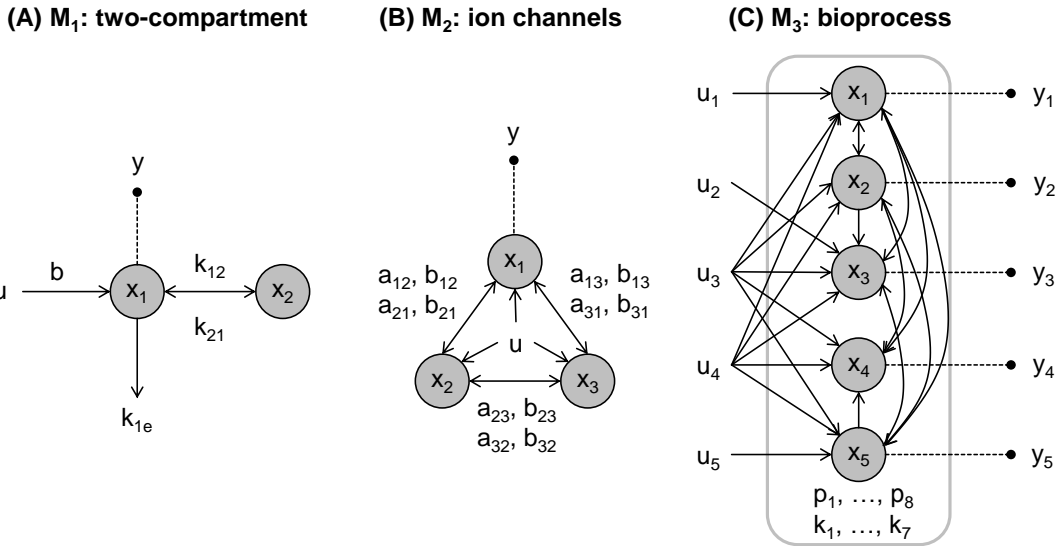 (A) M₁: two-compartment
(B) M₂: ion channels
(C) M₃: bioprocess
y
b
u
x₁
k₁₂
k₂₁
x₂
k₁ₑ
y
x₁
a₁₂, b₁₂
a₂₁, b₂₁
a₁₃, b₁₃
a₃₁, b₃₁
u
x₂
x₃
a₂₃, b₂₃
a₃₂, b₃₂
u₁
x₁
y₁
u₂
x₂
y₂
u₃
x₃
y₃
u₄
x₄
y₄
u₅
x₅
y₅
p₁, …, p₈
k₁, …, k₇